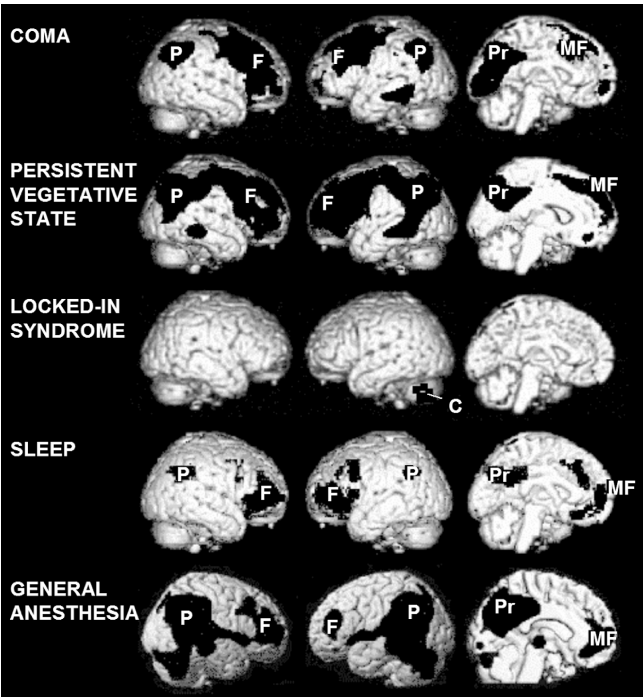 COMA
P F F P Pr MF
PERSISTENT
VEGETATIVE
STATE
P F F P Pr MF
LOCKED-IN
SYNDROME
C
SLEEP
P F F P Pr MF
GENERAL
ANESTHESIA
P F F P Pr MF